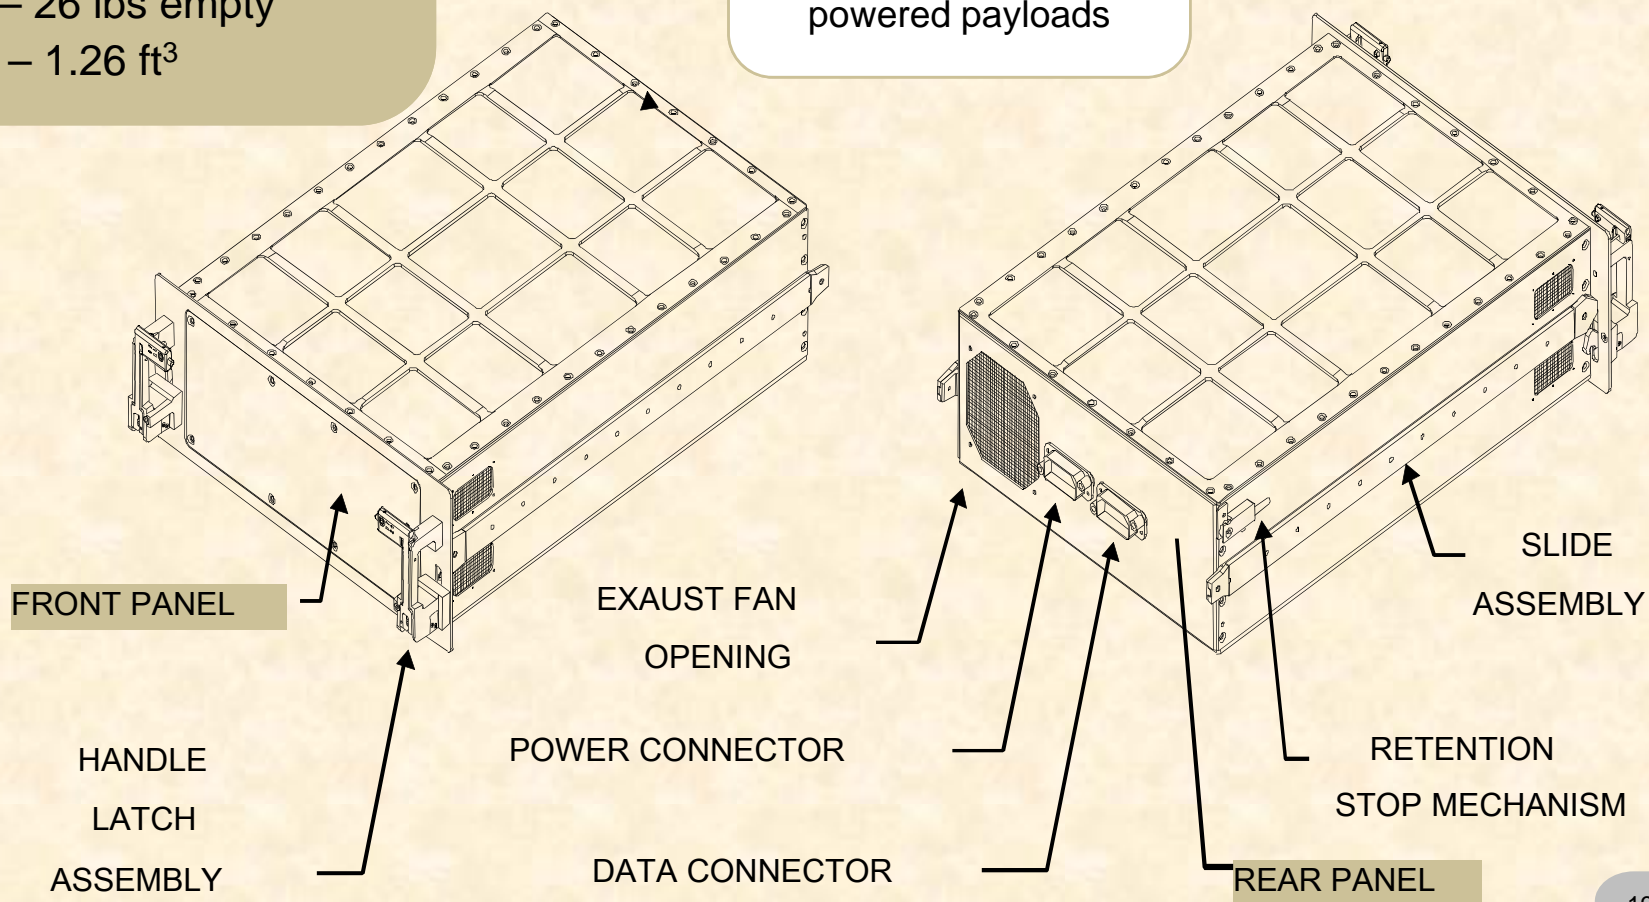 – 26 lbs empty
– 1.26 ft³
powered payloads
FRONT PANEL
HANDLE
LATCH
ASSEMBLY
EXAUST FAN
OPENING
POWER CONNECTOR
DATA CONNECTOR
SLIDE
ASSEMBLY
RETENTION
STOP MECHANISM
REAR PANEL